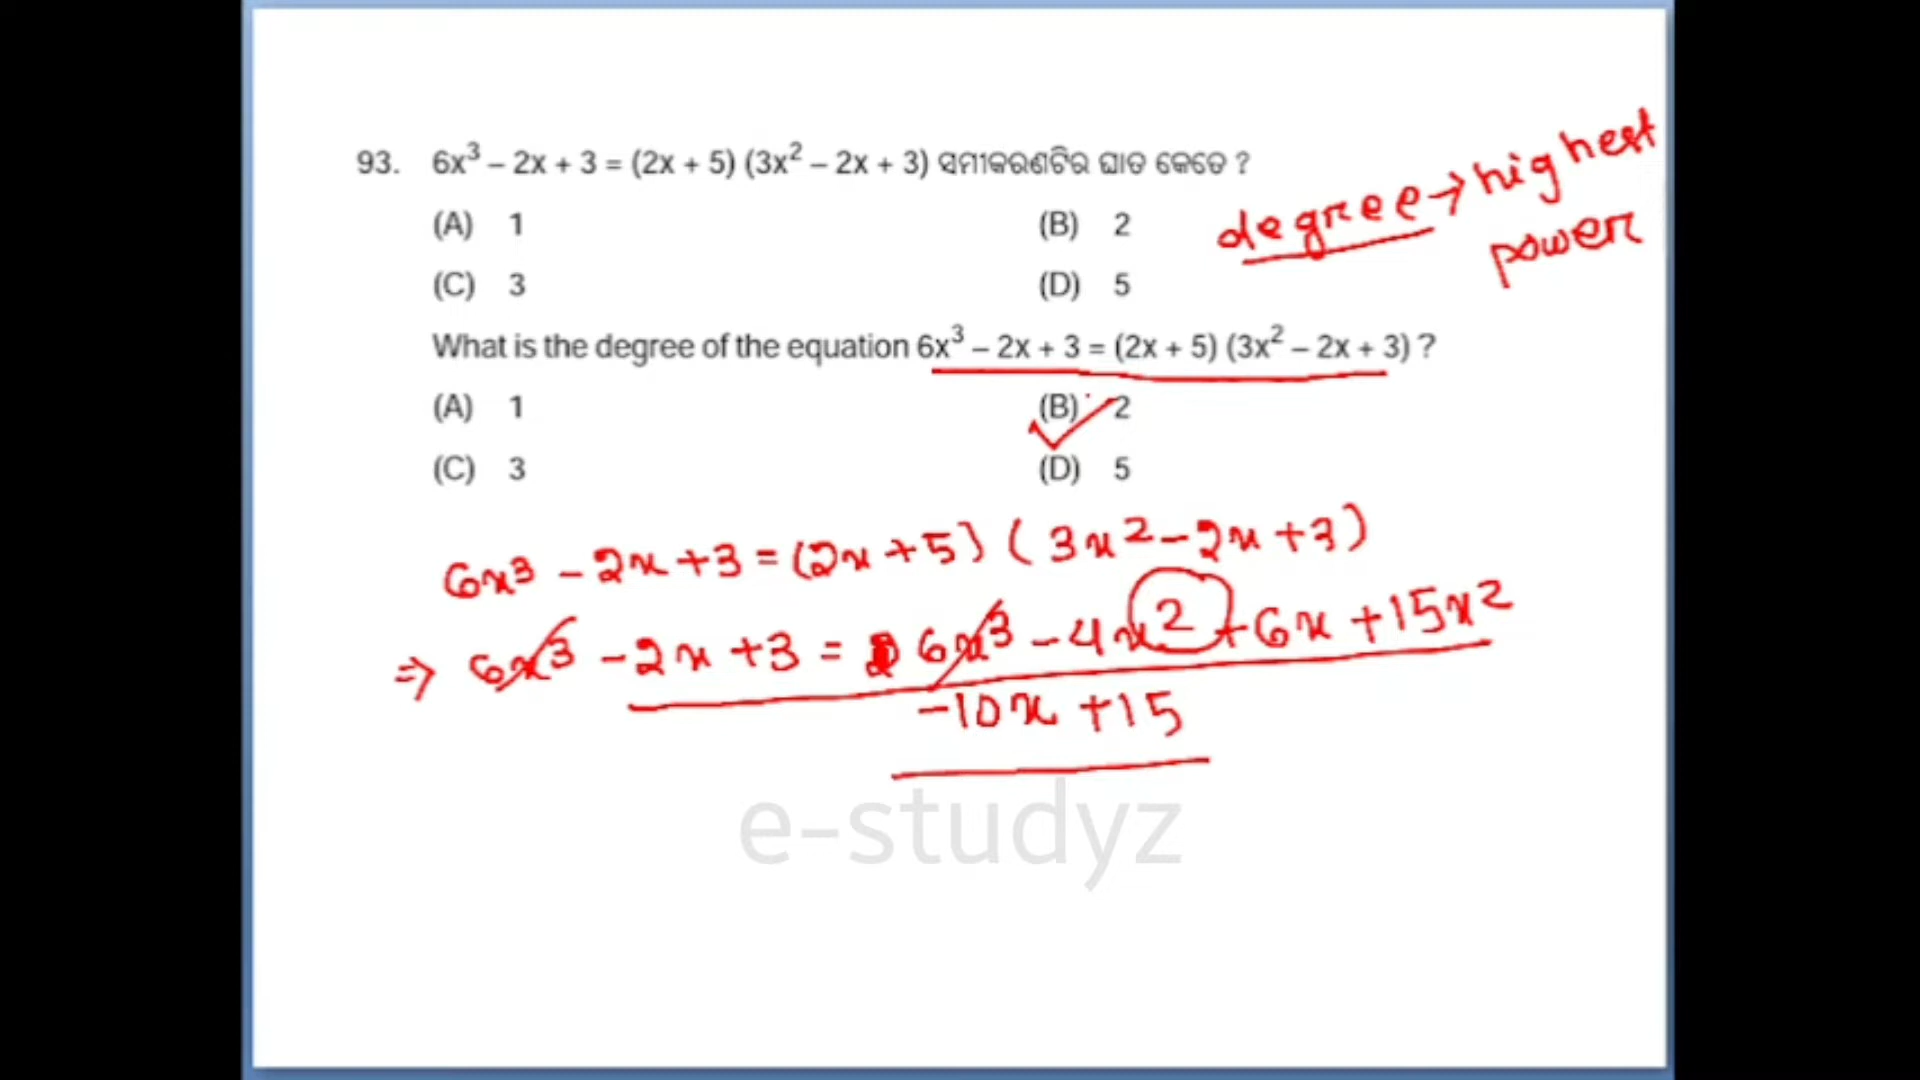 93. 6x³ – 2x + 3 = (2x + 5) (3x² – 2x + 3) ସମୀକରଣଟିର ଘାତ କେତେ ?
(A) 1 (B) 2
(C) 3 (D) 5
degree → highest
power
What is the degree of the equation 6x³ – 2x + 3 = (2x + 5) (3x² – 2x + 3) ?
(A) 1 (B) 2
(C) 3 (D) 5
6x³ - 2x + 3 = (2x + 5) (3x² - 2x + 3)
⇒ 6x³ - 2x + 3 = 6x³ - 4x² + 6x + 15x²
- 10x + 15
e-studyz